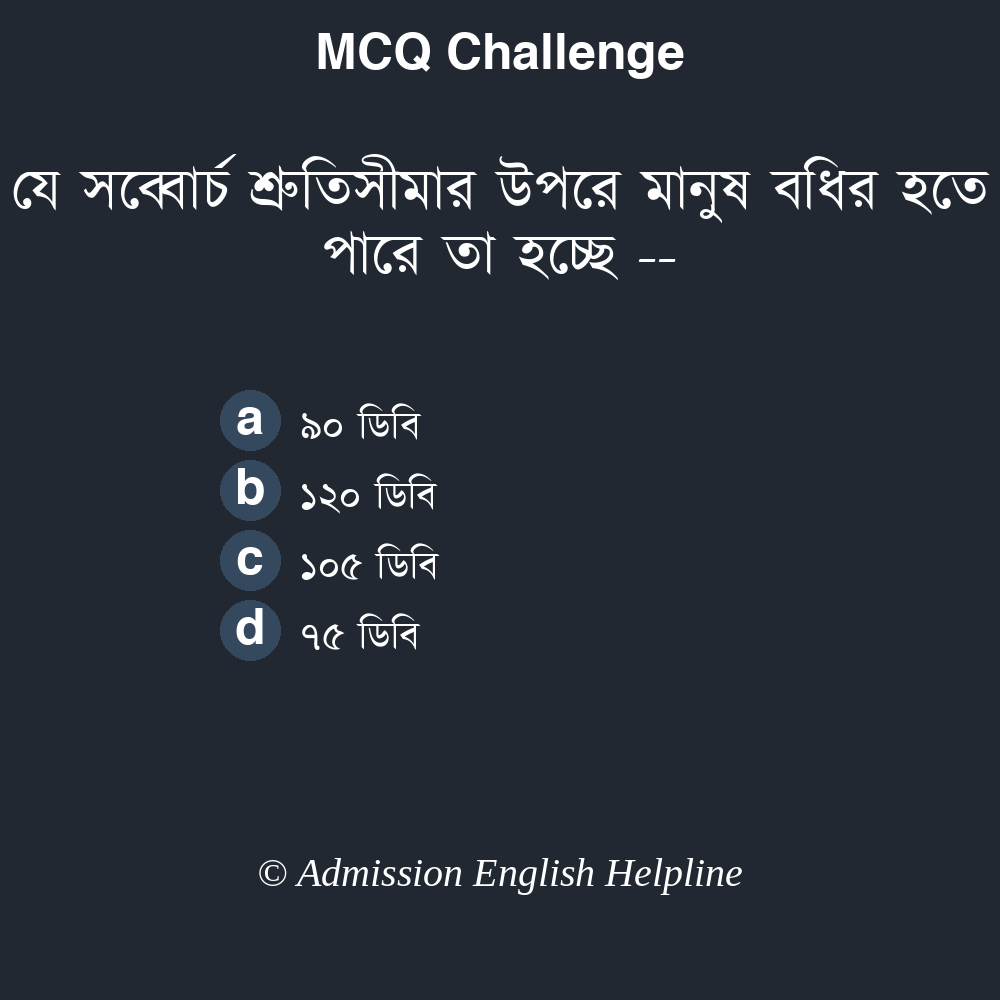 MCQ Challenge
যে সব্বোর্চ শ্রুতিসীমার উপরে মানুষ বধির হতে
পারে তা হচ্ছে --
a ৯০ ডিবি
b ১২০ ডিবি
c ১০৫ ডিবি
d ৭৫ ডিবি
© Admission English Helpline